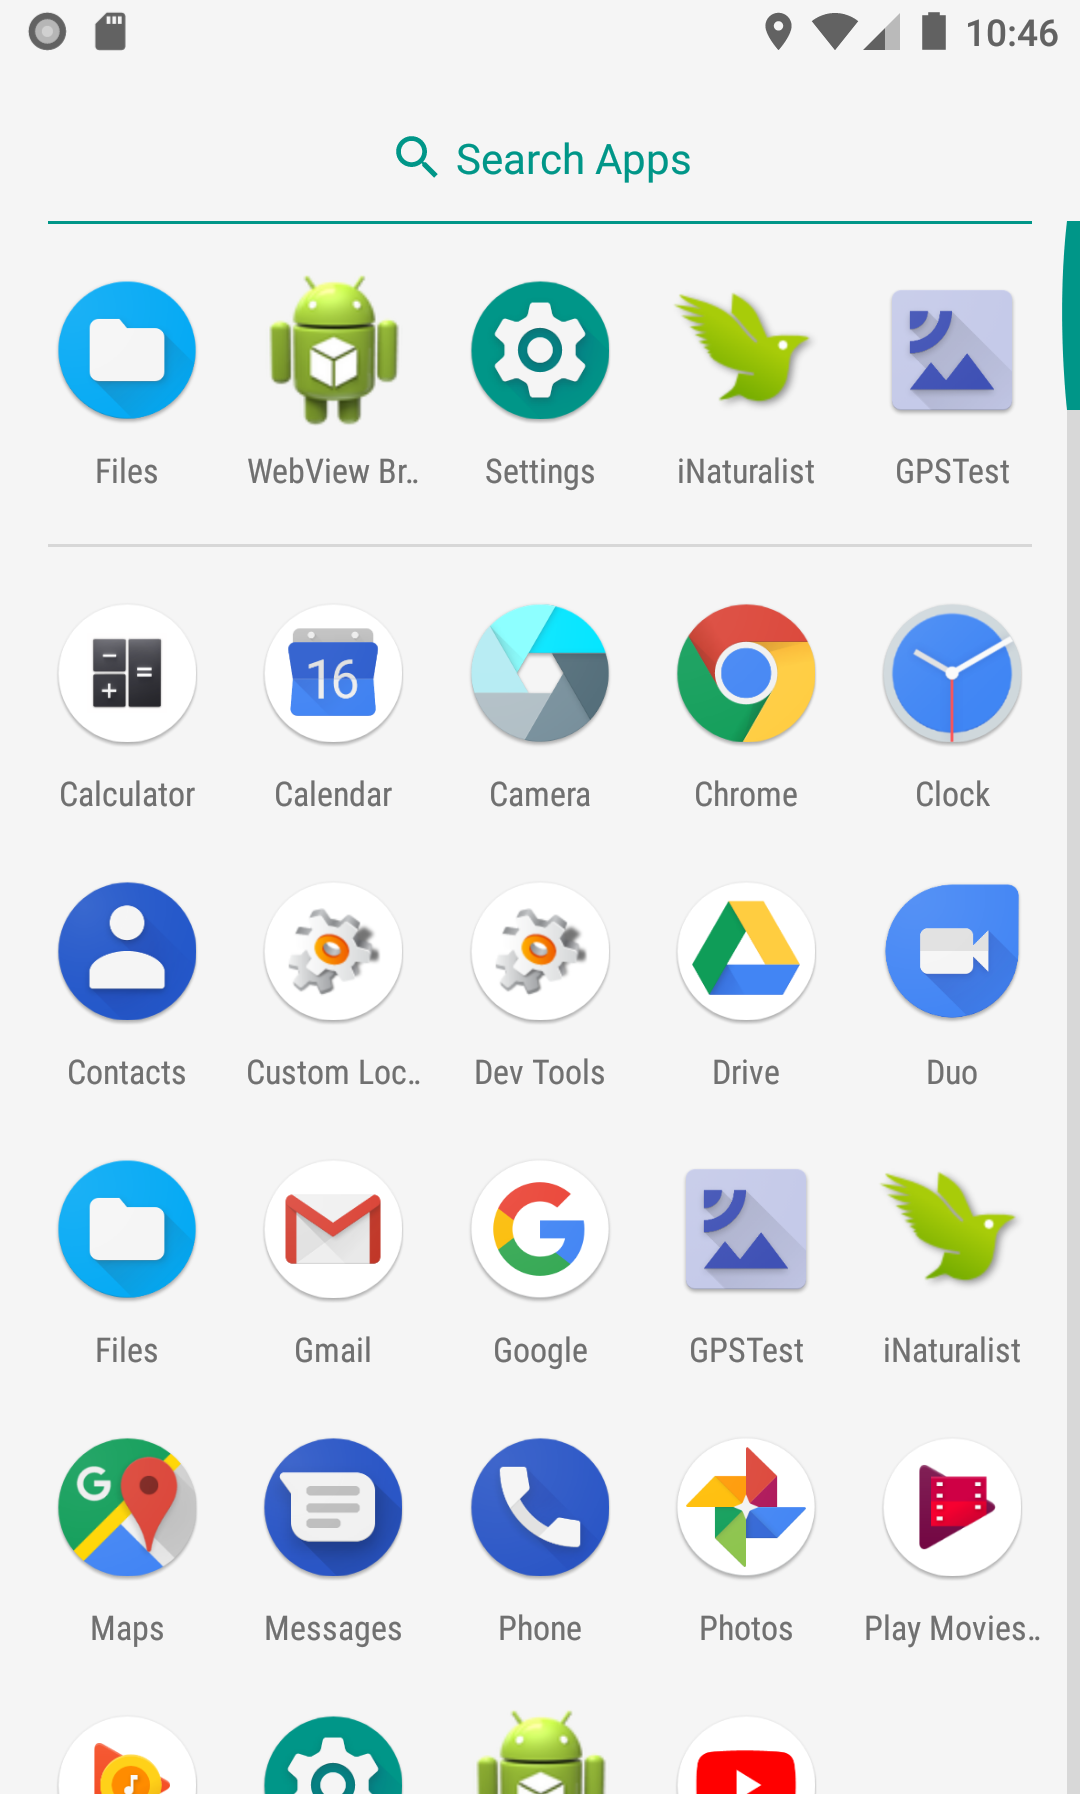 10:46
Search Apps
Files
WebView Br..
Settings
iNaturalist
GPSTest
16
Calculator
Calendar
Camera
Chrome
Clock
Contacts
Custom Loc..
Dev Tools
Drive
Duo
G
Files
Gmail
Google
GPSTest
iNaturalist
G
Maps
Messages
Phone
Photos
Play Movies..